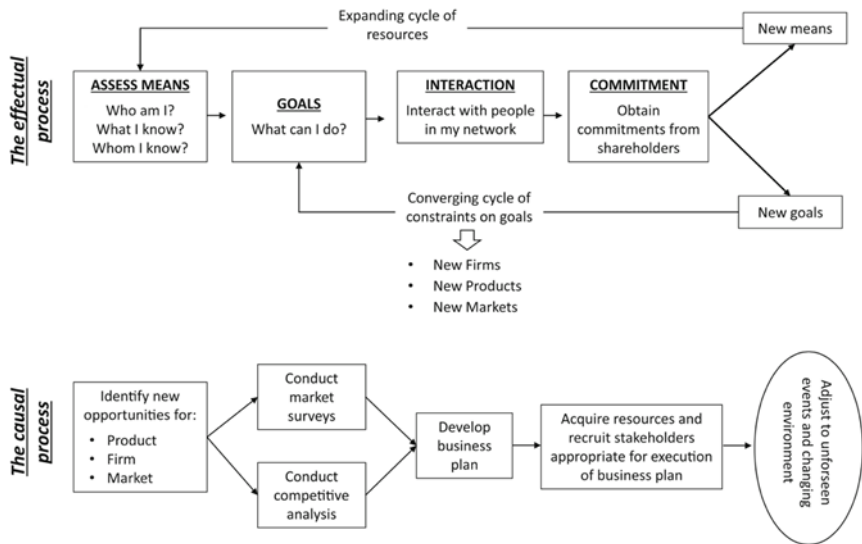 The effectual
process
Expanding cycle of
resources
New means
ASSESS MEANS
Who am I?
What I know?
Whom I know?
GOALS
What can I do?
INTERACTION
Interact with people
in my network
COMMITMENT
Obtain
commitments from
shareholders
Converging cycle of
constraints on goals
New goals
• New Firms
• New Products
• New Markets
The causal
process
Identify new
opportunities for:
• Product
• Firm
• Market
Conduct
market
surveys
Conduct
competitive
analysis
Develop
business
plan
Acquire resources and
recruit stakeholders
appropriate for execution
of business plan
Adjust to unforseen
events and changing
environment